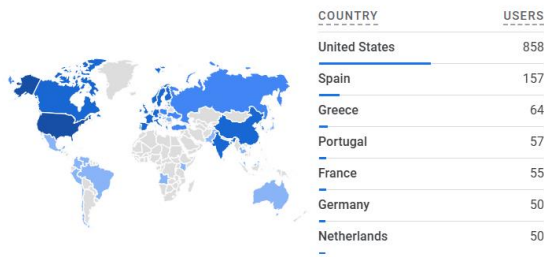 COUNTRY USERS
United States 858
Spain 157
Greece 64
Portugal 57
France 55
Germany 50
Netherlands 50